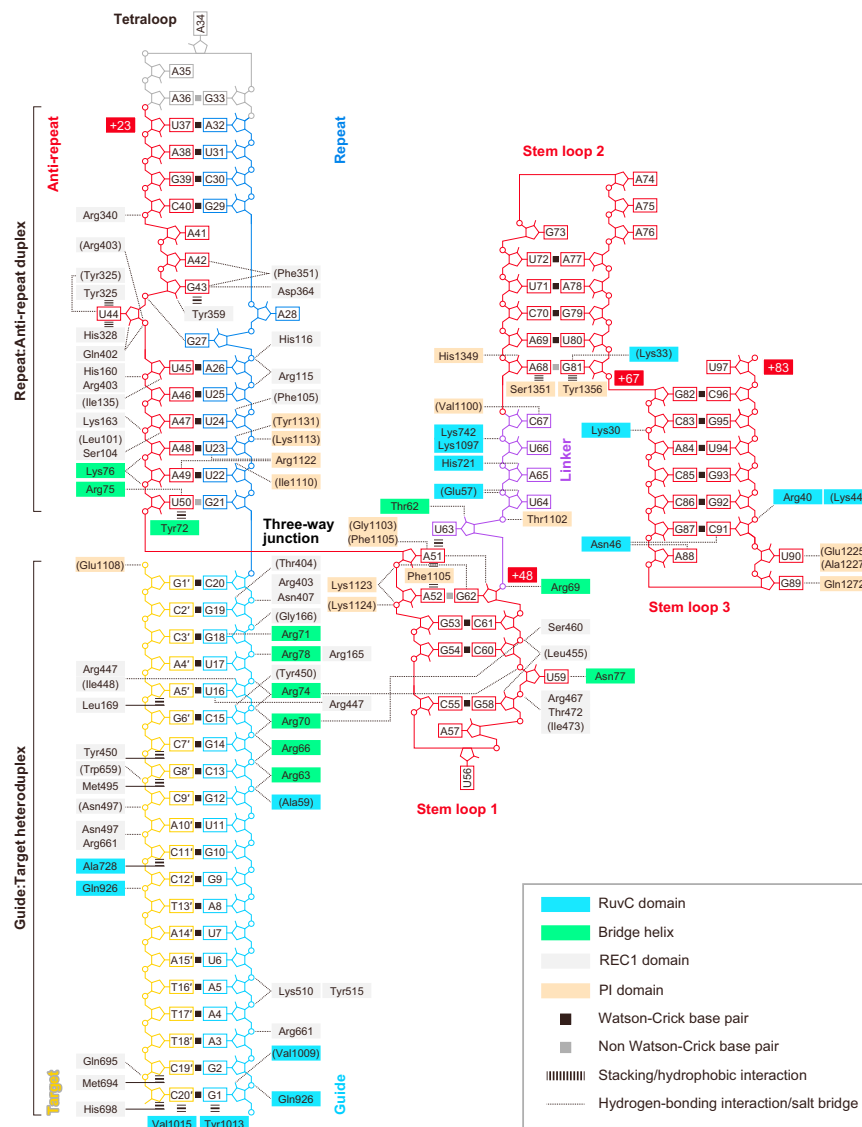 Tetraloop
A34
A35
A36 G33
+23 U37 A32
A38 U31
G39 C30
C40 G29
Anti-repeat
Repeat
Arg340
A41
(Arg403)
A42
(Phe351)
(Tyr325)
G43
Asp364
Tyr325
Tyr359
U44
A28
His328
G27
Gln402
His116
His160
U45 A26
Arg403
Arg115
(Ile135)
A46 U25
(Phe105)
Lys163
A47 U24
(Tyr1131)
(Leu101)
(Lys1113)
Ser104
A48 U23
Arg1122
Lys76
A49 U22
(Ile1110)
Arg75
U50 G21
Tyr72
Repeat:Anti-repeat duplex
Three-way
junction
Stem loop 2
A74
A75
G73 A76
U72 A77
U71 A78
C70 G79
A69 U80
His1349
A68 G81
(Lys33)
Ser1351 Tyr1356
+67
U97 +83
(Val1100)
C67
G82 C96
Lys742
Lys1097
U66
Linker
Lys30
C83 G95
His721
A65
A84 U94
(Glu57)
U64
C85 G93
Thr62
C86 G92
Arg40 (Lys44
Thr1102
U63
G87 C91
(Gly1103)
(Phe1105)
A51
Asn46
A88
U90
(Glu1225
(Ala1227
Phe1105
+48
G89
Gln1272
Lys1123
(Lys1124)
A52 G62
Arg69
Stem loop 3
G53 C61
G54 C60
Ser460
(Leu455)
U59
Asn77
C55 G58
Arg467
Thr472
(Ile473)
A57
U56
Stem loop 1
(Glu1108)
G1′ C20
(Thr404)
Arg403
C2′ G19
Asn407
(Gly166)
C3′ G18
Arg71
Arg78 Arg165
A4′ U17
(Tyr450)
Arg447
(Ile448)
A5′ U16
Arg74
Leu169
Arg447
G6′ C15
Arg70
Tyr450
C7′ G14
Arg66
(Trp659)
G8′ C13
Arg63
Met495
(Asn497)
C9′ G12
(Ala59)
Asn497
A10′ U11
Arg661
C11′ G10
Ala728
C12′ G9
Gln926
T13′ A8
A14′ U7
A15′ U6
T16′ A5
Lys510 Tyr515
T17′ A4
Arg661
T18′ A3
(Val1009)
Gln695
C19′ G2
Met694
C20′ G1
Gln926
His698
Val1015 Tyr1013
Guide:Target heteroduplex
Target
Guide
RuvC domain
Bridge helix
REC1 domain
PI domain
Watson-Crick base pair
Non Watson-Crick base pair
Stacking/hydrophobic interaction
Hydrogen-bonding interaction/salt bridge